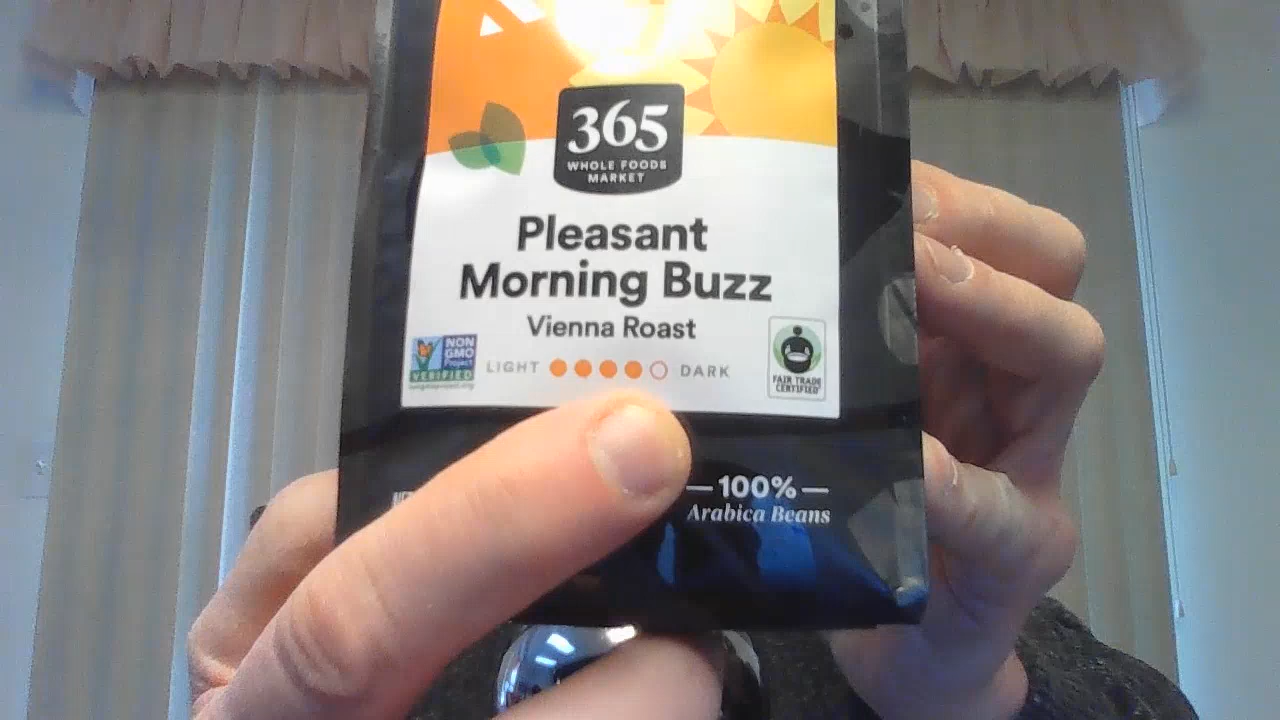 365
WHOLE FOODS
MARKET
Pleasant
Morning Buzz
Vienna Roast
NON
GMO
Project
VERIFIED
LIGHT
DARK
FAIR TRADE
CERTIFIED
100%
Arabica Beans